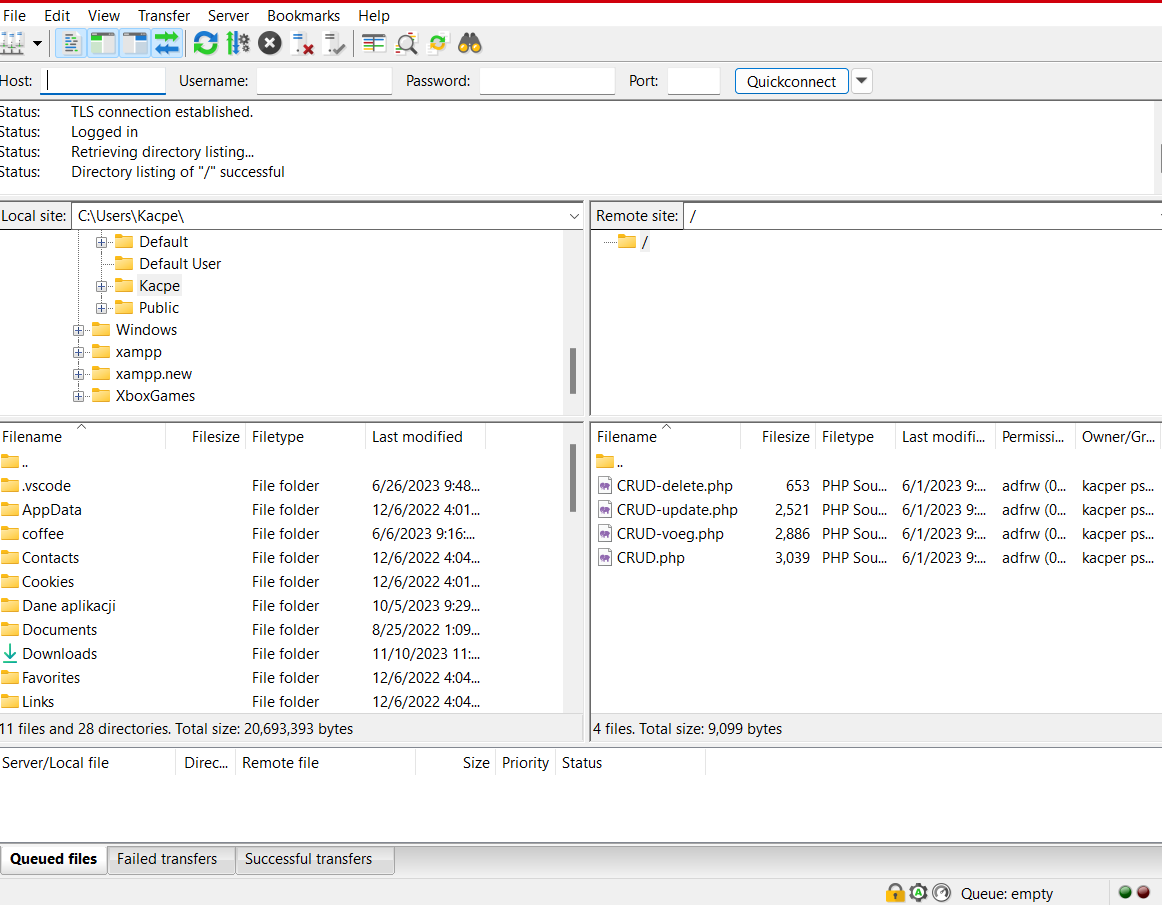 File Edit View Transfer Server Bookmarks Help
Host: Username: Password: Port: Quickconnect
Status: TLS connection established.
Status: Logged in
Status: Retrieving directory listing...
Status: Directory listing of "/" successful
Local site: C:\Users\Kacpe\
Default
Default User
Kacpe
Public
Windows
xampp
xampp.new
XboxGames
Remote site: /
/
Filename Filesize Filetype Last modified
..
.vscode File folder 6/26/2023 9:48...
AppData File folder 12/6/2022 4:01...
coffee File folder 6/6/2023 9:16:...
Contacts File folder 12/6/2022 4:04...
Cookies File folder 12/6/2022 4:01...
Dane aplikacji File folder 10/5/2023 9:29...
Documents File folder 8/25/2022 1:09...
Downloads File folder 11/10/2023 11:...
Favorites File folder 12/6/2022 4:04...
Links File folder 12/6/2022 4:04...
11 files and 28 directories. Total size: 20,693,393 bytes
Filename Filesize Filetype Last modifi... Permissi... Owner/Gr...
..
CRUD-delete.php 653 PHP Sou... 6/1/2023 9:... adfrw (0... kacper ps...
CRUD-update.php 2,521 PHP Sou... 6/1/2023 9:... adfrw (0... kacper ps...
CRUD-voeg.php 2,886 PHP Sou... 6/1/2023 9:... adfrw (0... kacper ps...
CRUD.php 3,039 PHP Sou... 6/1/2023 9:... adfrw (0... kacper ps...
4 files. Total size: 9,099 bytes
Server/Local file Direc... Remote file Size Priority Status
Queued files Failed transfers Successful transfers
Queue: empty